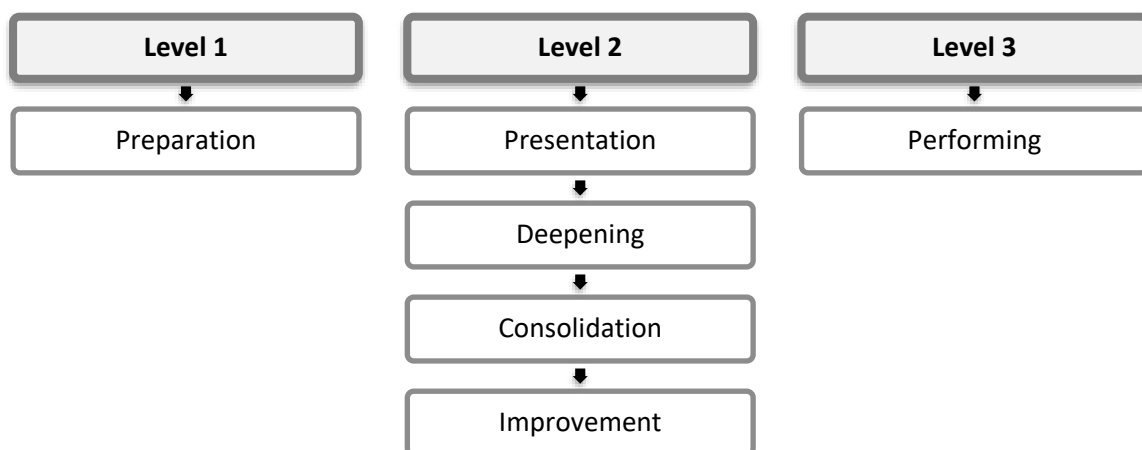 Level 1
Preparation
Level 2
Presentation
Deepening
Consolidation
Improvement
Level 3
Performing